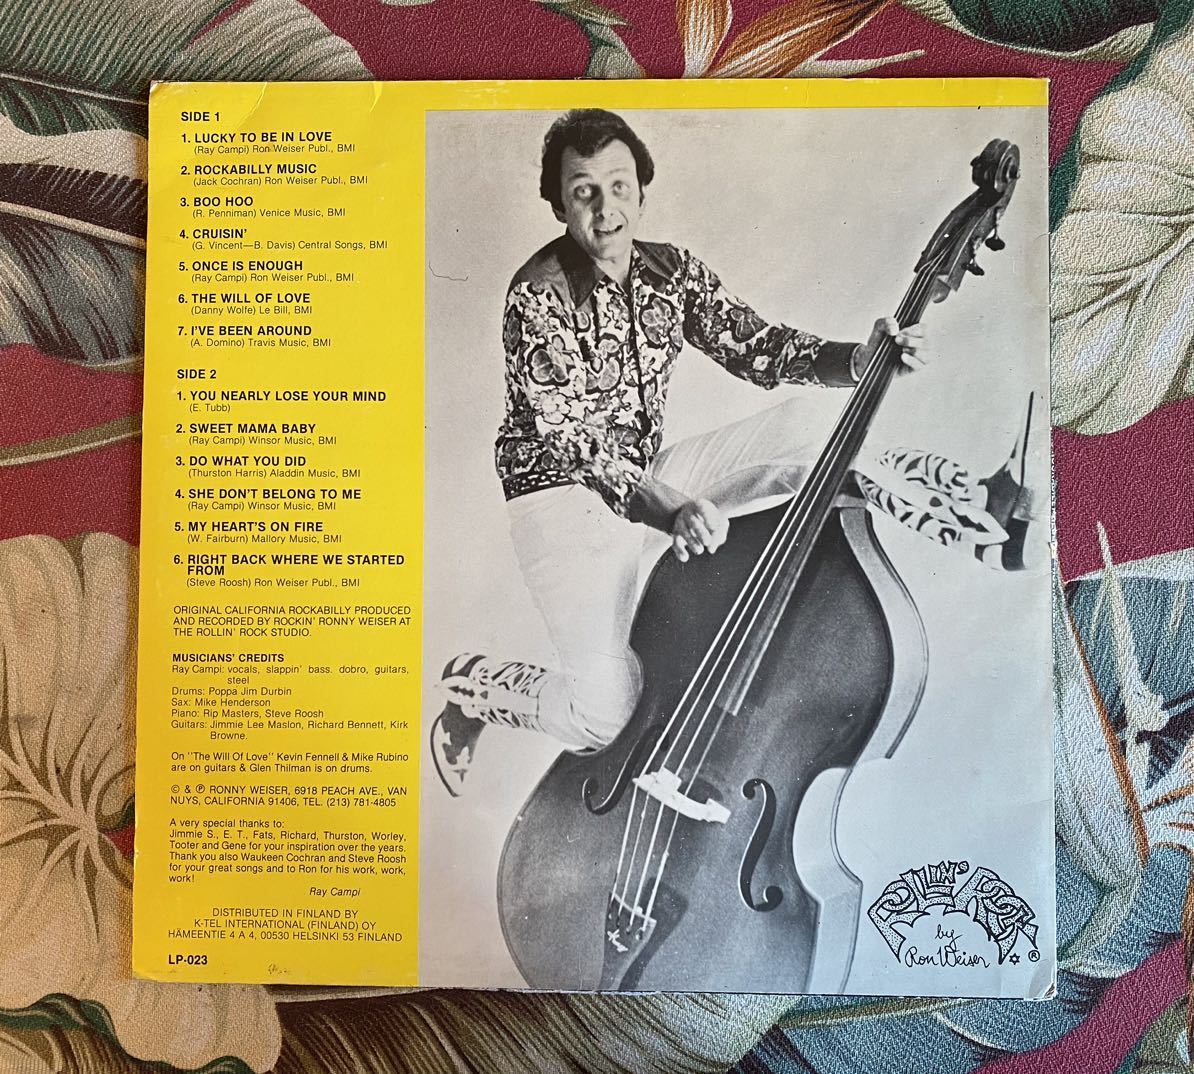 SIDE 1
1. LUCKY TO BE IN LOVE
(Ray Campi) Ron Weiser Publ., BMI
2. ROCKABILLY MUSIC
(Jack Cochran) Ron Weiser Publ., BMI
3. BOO HOO
(R. Penniman) Venice Music, BMI
4. CRUISIN'
(G. Vincent—B. Davis) Central Songs, BMI
5. ONCE IS ENOUGH
(Ray Campi) Ron Weiser Publ., BMI
6. THE WILL OF LOVE
(Danny Wolfe) Le Bill, BMI
7. I'VE BEEN AROUND
(A. Domino) Travis Music, BMI
SIDE 2
1. YOU NEARLY LOSE YOUR MIND
(E. Tubb)
2. SWEET MAMA BABY
(Ray Campi) Winsor Music, BMI
3. DO WHAT YOU DID
(Thurston Harris) Aladdin Music, BMI
4. SHE DON'T BELONG TO ME
(Ray Campi) Winsor Music, BMI
5. MY HEART'S ON FIRE
(W. Fairburn) Mallory Music, BMI
6. RIGHT BACK WHERE WE STARTED
FROM
(Steve Roosh) Ron Weiser Publ., BMI
ORIGINAL CALIFORNIA ROCKABILLY PRODUCED
AND RECORDED BY ROCKIN' RONNY WEISER AT
THE ROLLIN' ROCK STUDIO.
MUSICIANS' CREDITS
Ray Campi: vocals, slappin' bass. dobro, guitars,
steel
Drums: Poppa Jim Durbin
Sax: Mike Henderson
Piano: Rip Masters, Steve Roosh
Guitars: Jimmie Lee Maslon, Richard Bennett, Kirk
Browne.
On "The Will Of Love" Kevin Fennell & Mike Rubino
are on guitars & Glen Thilman is on drums.
© & ℗ RONNY WEISER, 6918 PEACH AVE., VAN
NUYS, CALIFORNIA 91406, TEL. (213) 781-4805
A very special thanks to:
Jimmie S., E. T., Fats, Richard, Thurston, Worley,
Tooter and Gene for your inspiration over the years.
Thank you also Waukeen Cochran and Steve Roosh
for your great songs and to Ron for his work, work,
work!
Ray Campi
DISTRIBUTED IN FINLAND BY
K-TEL INTERNATIONAL (FINLAND) OY
HÄMEENTIE 4 A 4, 00530 HELSINKI 53 FINLAND
LP-023
ROLLIN' ROCK
by
Ron Weiser ®